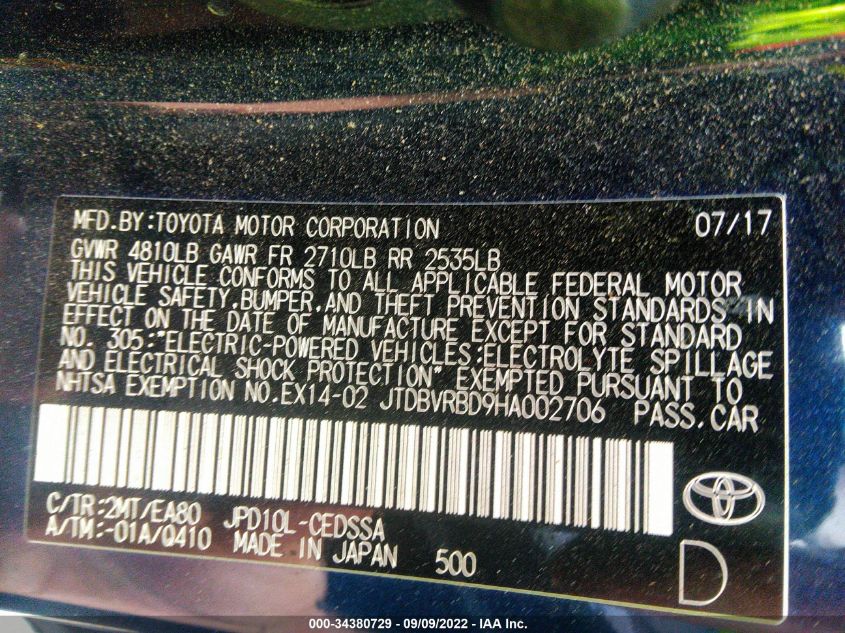 MFD.BY:TOYOTA MOTOR CORPORATION 07/17
GVWR 4810LB GAWR FR 2710LB RR 2535LB
THIS VEHICLE CONFORMS TO ALL APPLICABLE FEDERAL MOTOR
VEHICLE SAFETY,BUMPER,AND THEFT PREVENTION STANDARDS IN
EFFECT ON THE DATE OF MANUFACTURE EXCEPT FOR STANDARD
NO. 305:"ELECTRIC-POWERED VEHICLES:ELECTROLYTE SPILLAGE
AND ELECTRICAL SHOCK PROTECTION" EXEMPTED PURSUANT TO
NHTSA EXEMPTION NO.EX14-02 JTDBVRBD9HA002706 PASS.CAR
C/TR:2MT/EA80 JPD10L-CEDSSA
A/TM:-01A/Q410 MADE IN JAPAN 500
D
000-34380729 - 09/09/2022 - IAA Inc.